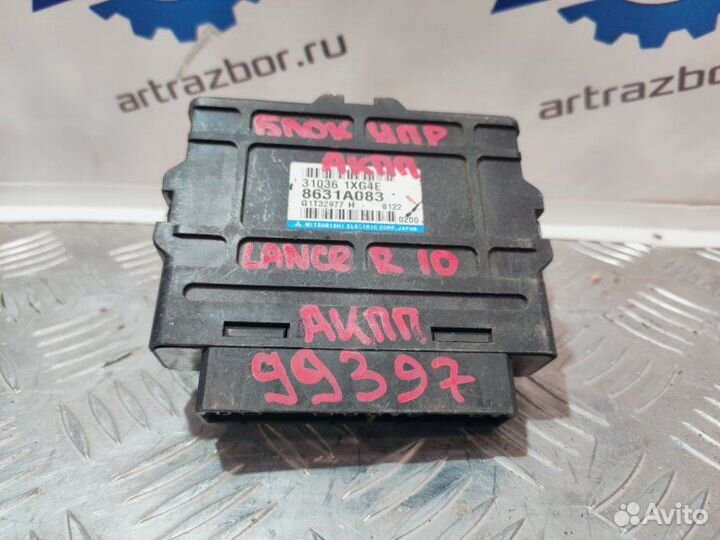 artrazbor.ru
artrazbor.ru
БЛОК УПР
АКПП
31036 1XG4E
8631A083
G1T32977 H 8122
0200
MITSUBISHI ELECTRIC CORP. JAPAN
LANCER 10
АКПП
99397
Avito